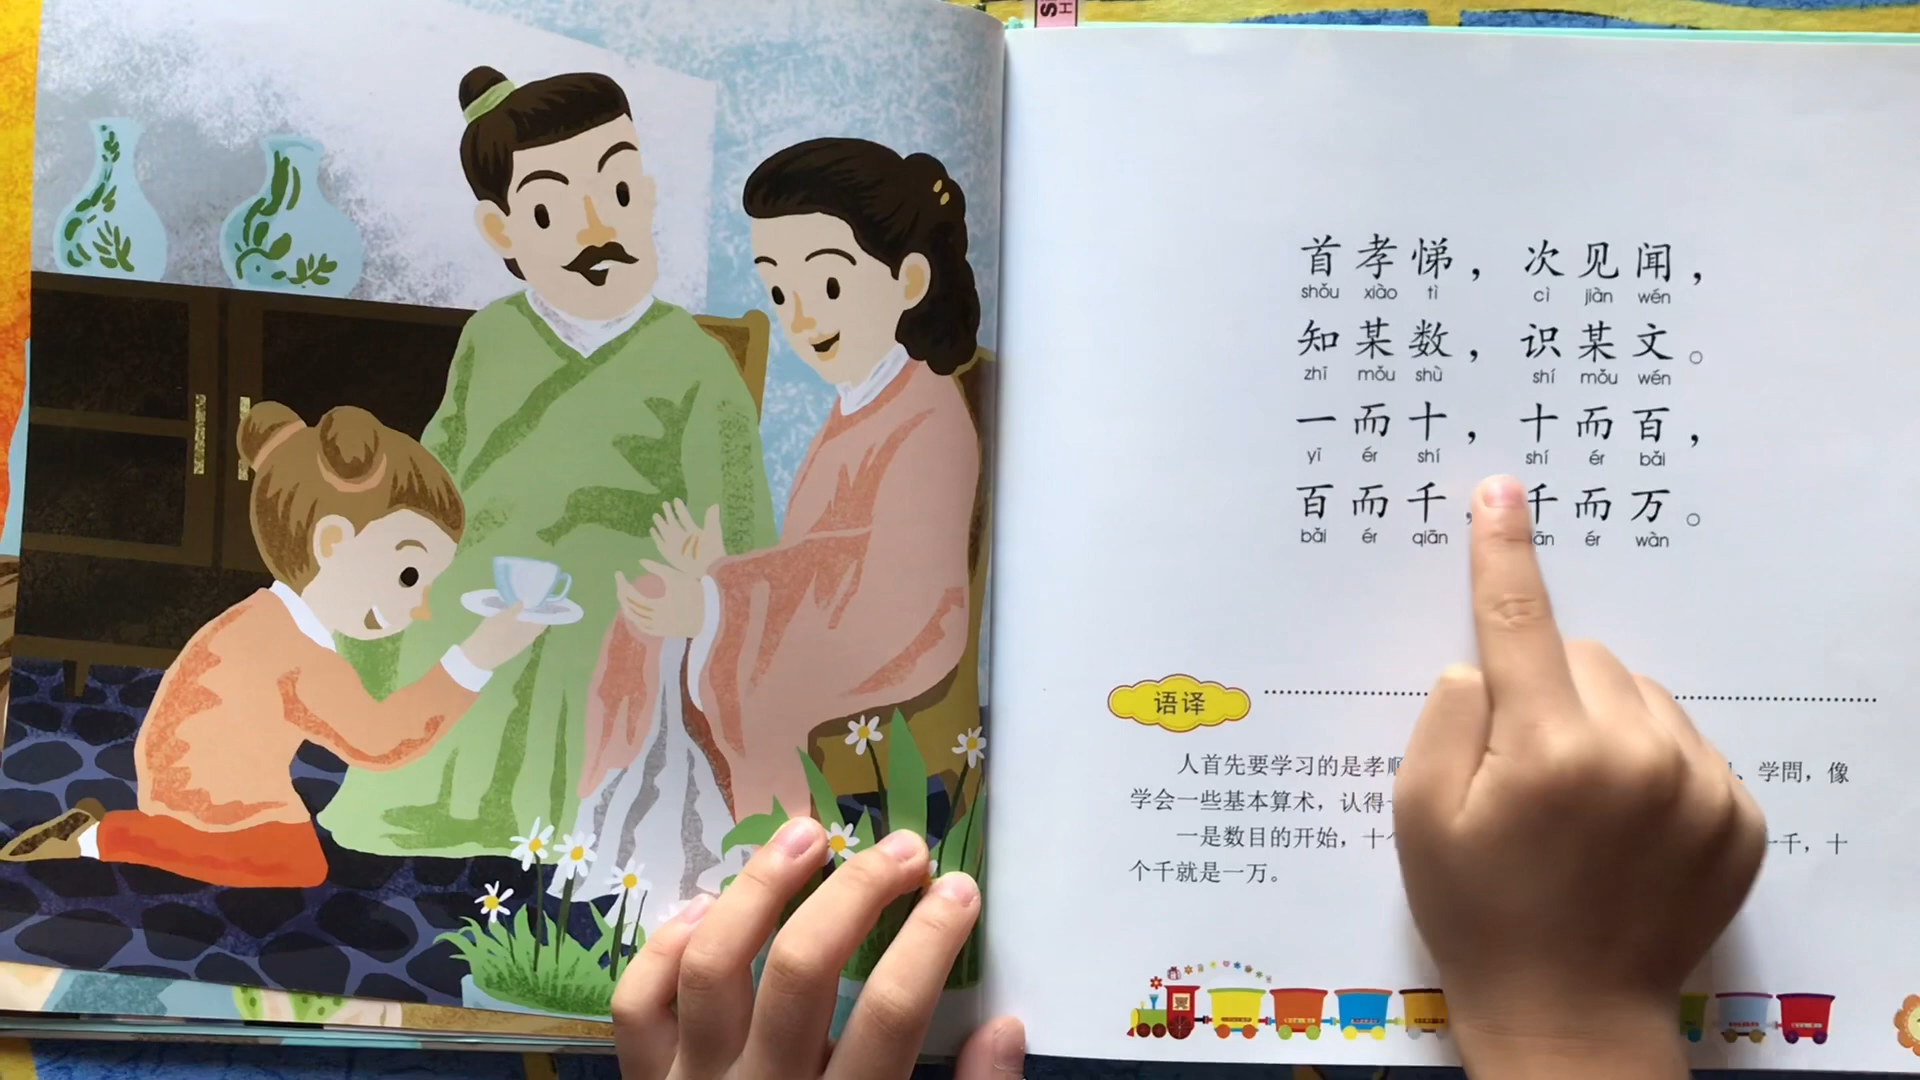 首孝悌，次见闻，
shǒu xiào tì cì jiàn wén
知某数，识某文。
zhī mǒu shù shí mǒu wén
一而十，十而百，
yī ér shí shí ér bǎi
百而千，千而万。
bǎi ér qiān ér wàn
语译
人首先要学习的是孝 、学問，像
学会一些基本算术，认得
一是数目的开始，十 一千，十
个千就是一万。